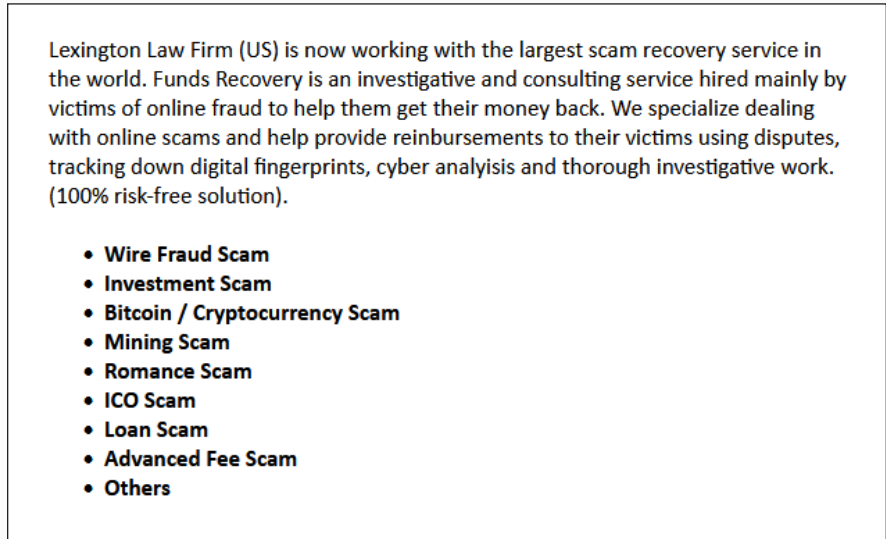 Lexington Law Firm (US) is now working with the largest scam recovery service in
the world. Funds Recovery is an investigative and consulting service hired mainly by
victims of online fraud to help them get their money back. We specialize dealing
with online scams and help provide reinbursements to their victims using disputes,
tracking down digital fingerprints, cyber analyisis and thorough investigative work.
(100% risk-free solution).
• Wire Fraud Scam
• Investment Scam
• Bitcoin / Cryptocurrency Scam
• Mining Scam
• Romance Scam
• ICO Scam
• Loan Scam
• Advanced Fee Scam
• Others